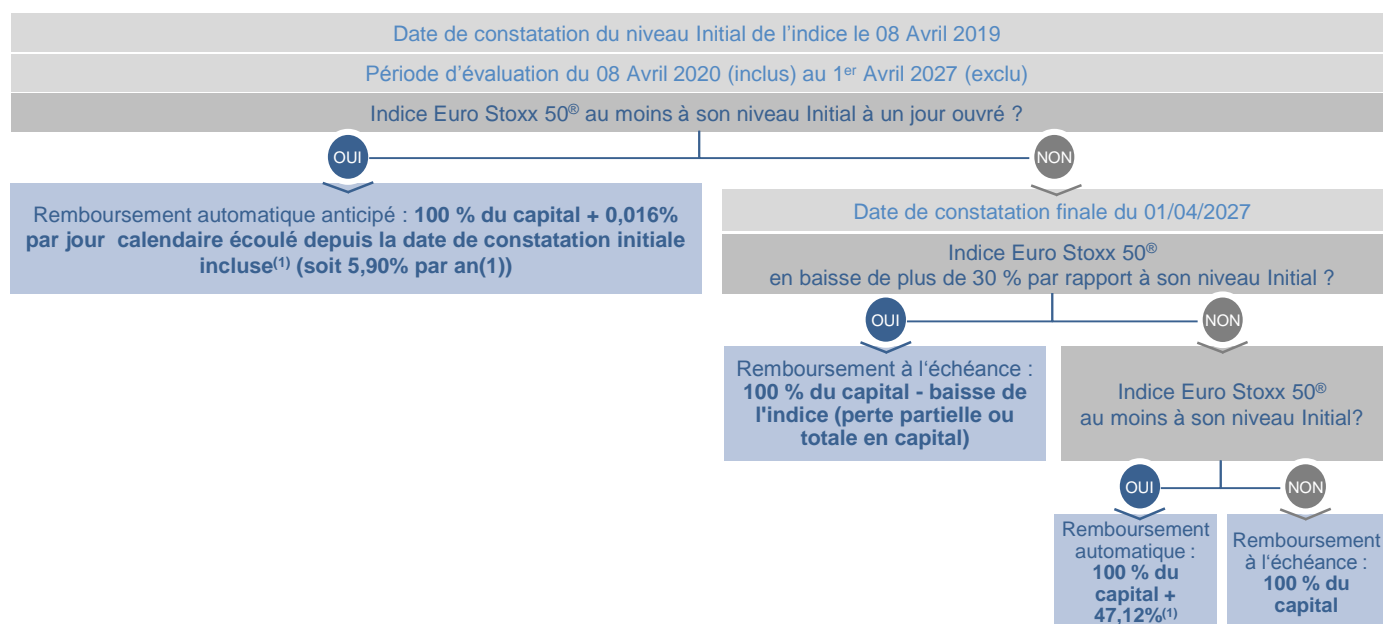 Date de constatation du niveau Initial de l'indice le 08 Avril 2019
Période d'évaluation du 08 Avril 2020 (inclus) au 1er Avril 2027 (exclu)
Indice Euro Stoxx 50® au moins à son niveau Initial à un jour ouvré ?
OUI
NON
Remboursement automatique anticipé : 100 % du capital + 0,016%
par jour calendaire écoulé depuis la date de constatation initiale
incluse(1) (soit 5,90% par an(1))
Date de constatation finale du 01/04/2027
Indice Euro Stoxx 50®
en baisse de plus de 30 % par rapport à son niveau Initial ?
OUI
NON
Remboursement à l'échéance :
100 % du capital - baisse de
l'indice (perte partielle ou
totale en capital)
Indice Euro Stoxx 50®
au moins à son niveau Initial?
OUI
NON
Remboursement
automatique :
100 % du
capital +
47,12%(1)
Remboursement
à l'échéance :
100 % du
capital